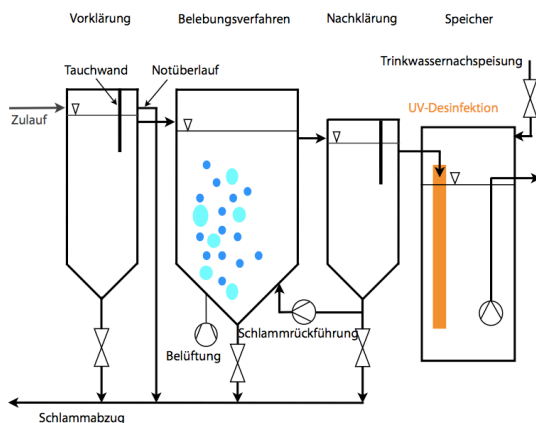 Vorklärung
Belebungsverfahren
Nachklärung
Speicher
Trinkwassernachspeisung
Tauchwand
Notüberlauf
Zulauf
UV-Desinfektion
Schlammrückführung
Belüftung
Schlammabzug